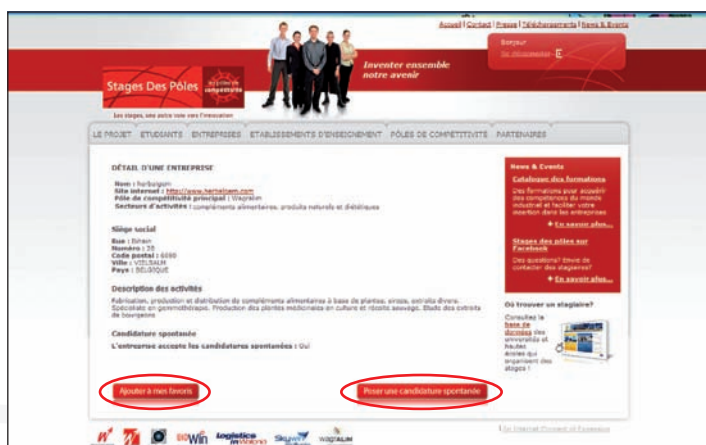 Accueil | Contact | Presse | Téléchargements | News & Events
Bonjour
Se déconnecter
Inventer ensemble
notre avenir
Stages Des Pôles
Les stages, une autre voie vers l'innovation
LE PROJET ETUDIANTS ENTREPRISES ETABLISSEMENTS D'ENSEIGNEMENT PÔLES DE COMPÉTITIVITÉ PARTENAIRES
DÉTAIL D'UNE ENTREPRISE
Nom : herbalgem
Site internet : http://www.herbalgem.com
Pôle de compétitivité principal : Wagralim
Secteurs d'activités : compléments alimentaires, produits naturels et diététiques
Siège social
Rue : Bihain
Numéro : 38
Code postal : 6690
Ville : VIELSALM
Pays : BELGIQUE
Description des activités
Fabrication, production et distribution de compléments alimentaires à base de plantes, sirops, extraits divers.
Spécialiste en gemmothérapie. Production des plantes médicinales en culture et récolte sauvage. Etude des extraits
de bourgeons
Candidature spontanée
L'entreprise accepte les candidatures spontanées : Oui
Ajouter à mes favoris
Poser une candidature spontanée
News & Events
Catalogue des formations
Des formations pour acquérir
des compétences du monde
industriel et faciliter votre
insertion dans les entreprises
+ En savoir plus...
Stages des pôles sur
Facebook
Des questions? Envie de
contacter des stagiaires?
+ En savoir plus...
Où trouver un stagiaire?
Consultez la
base de
données des
universités et
hautes
écoles qui
organisent des
stages !
BIOWIN
Logistics
in Wallonia
Skywin
wagralim